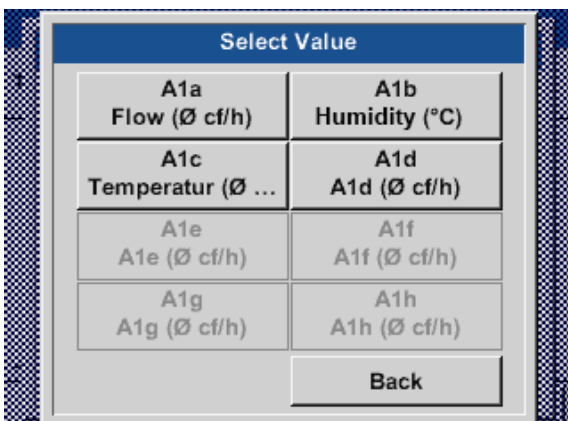 Select Value
A1a
Flow (Ø cf/h)
A1b
Humidity (°C)
A1c
Temperatur (Ø ...
A1d
A1d (Ø cf/h)
A1e
A1e (Ø cf/h)
A1f
A1f (Ø cf/h)
A1g
A1g (Ø cf/h)
A1h
A1h (Ø cf/h)
Back